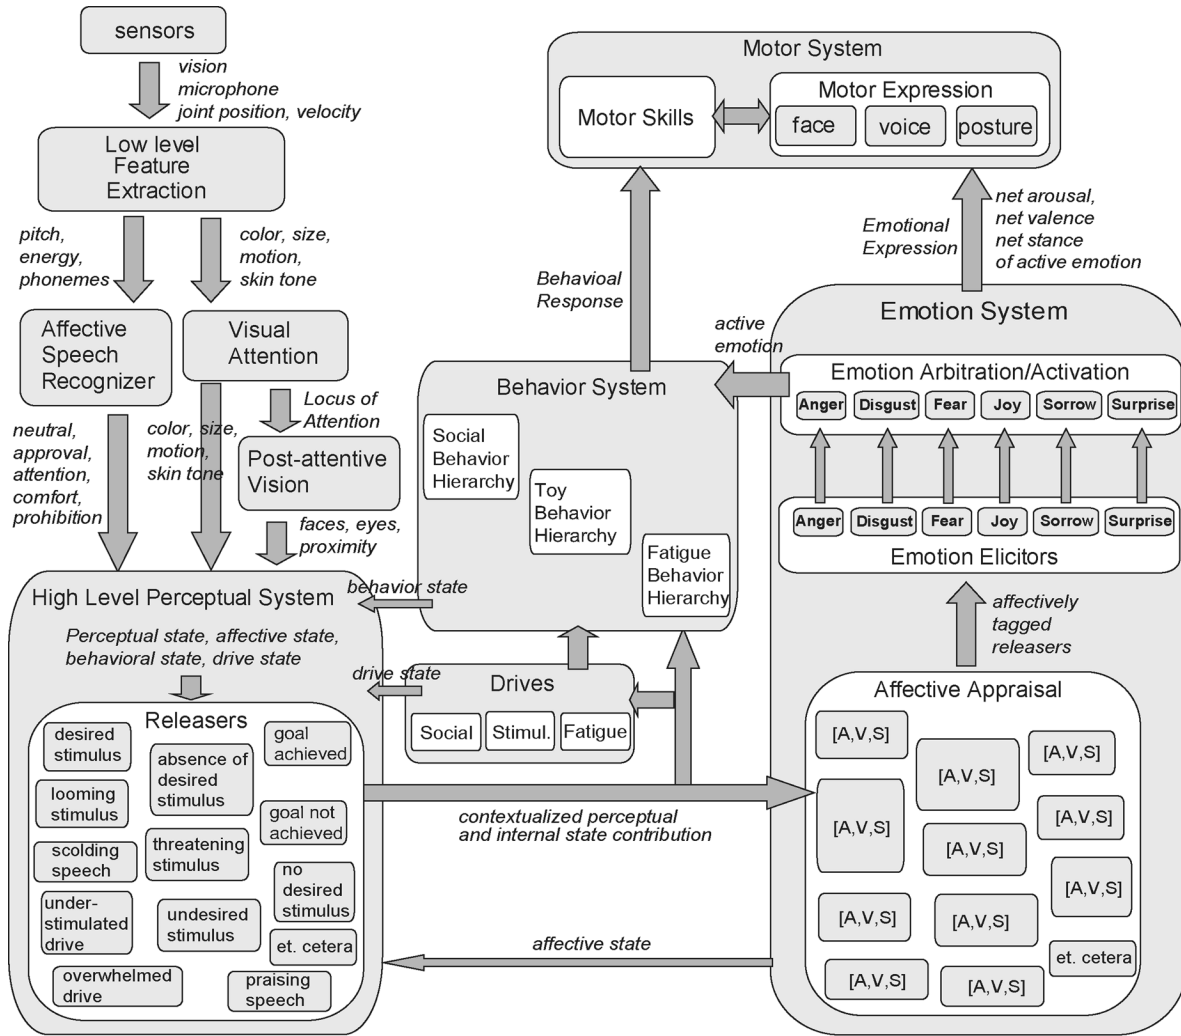 sensors
vision
microphone
joint position, velocity
Low level
Feature
Extraction
pitch,
energy,
phonemes
color, size,
motion,
skin tone
Affective
Speech
Recognizer
Visual
Attention
neutral,
approval,
attention,
comfort,
prohibition
color, size,
motion,
skin tone
Locus of
Attention
Post-attentive
Vision
faces, eyes,
proximity
High Level Perceptual System
Perceptual state, affective state,
behavioral state, drive state
Releasers
desired
stimulus
absence of
desired
stimulus
goal
achieved
looming
stimulus
goal not
achieved
scolding
speech
threatening
stimulus
no
desired
stimulus
under-
stimulated
drive
undesired
stimulus
et. cetera
overwhelmed
drive
praising
speech
Motor System
Motor Skills
Motor Expression
face
voice
posture
Behavioal
Response
Emotional
Expression
net arousal,
net valence
net stance
of active emotion
active
emotion
Behavior System
Social
Behavior
Hierarchy
Toy
Behavior
Hierarchy
Fatigue
Behavior
Hierarchy
behavior state
drive state
Drives
Social
Stimul.
Fatigue
contextualized perceptual
and internal state contribution
affective state
Emotion System
Emotion Arbitration/Activation
Anger
Disgust
Fear
Joy
Sorrow
Surprise
Anger
Disgust
Fear
Joy
Sorrow
Surprise
Emotion Elicitors
affectively
tagged
releasers
Affective Appraisal
[A,V,S]
[A,V,S]
[A,V,S]
[A,V,S]
[A,V,S]
[A,V,S]
[A,V,S]
[A,V,S]
[A,V,S]
et. cetera
[A,V,S]
[A,V,S]